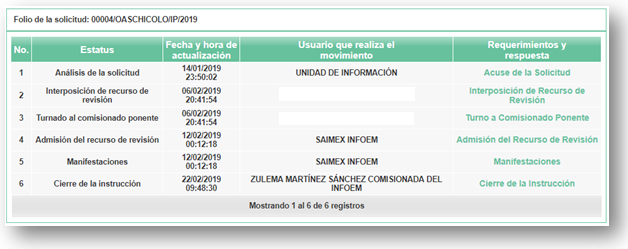 Folio de la solicitud: 00004/OASCHICOLO/IP/2019
No. Estatus Fecha y hora de actualización Usuario que realiza el movimiento Requerimientos y respuesta
1 Análisis de la solicitud 14/01/2019 23:50:02 UNIDAD DE INFORMACIÓN Acuse de la Solicitud
2 Interposición de recurso de revisión 06/02/2019 20:41:54 Interposición de Recurso de Revisión
3 Turnado al comisionado ponente 06/02/2019 20:41:54 Turno a Comisionado Ponente
4 Admisión del recurso de revisión 12/02/2019 00:12:18 SAIMEX INFOEM Admisión del Recurso de Revisión
5 Manifestaciones 12/02/2019 00:12:18 SAIMEX INFOEM Manifestaciones
6 Cierre de la instrucción 22/02/2019 09:48:30 ZULEMA MARTÍNEZ SÁNCHEZ COMISIONADA DEL INFOEM Cierre de la Instrucción
Mostrando 1 al 6 de 6 registros